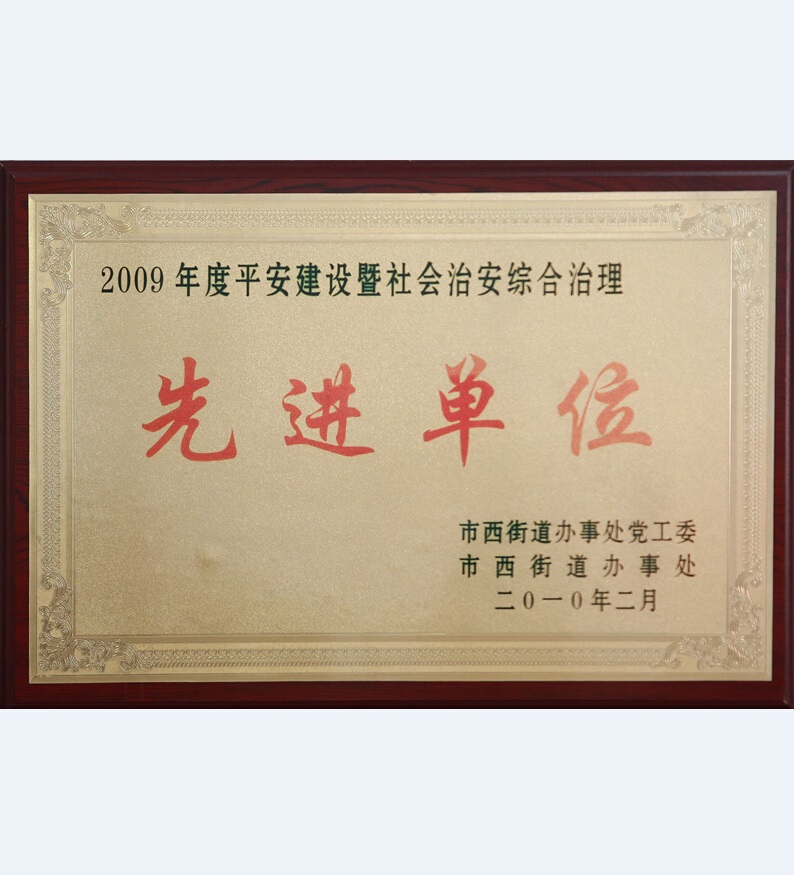 2009年度平安建设暨社会治安综合治理
先进单位
市西街道办事处党工委
市西街道办事处
二0一0年二月